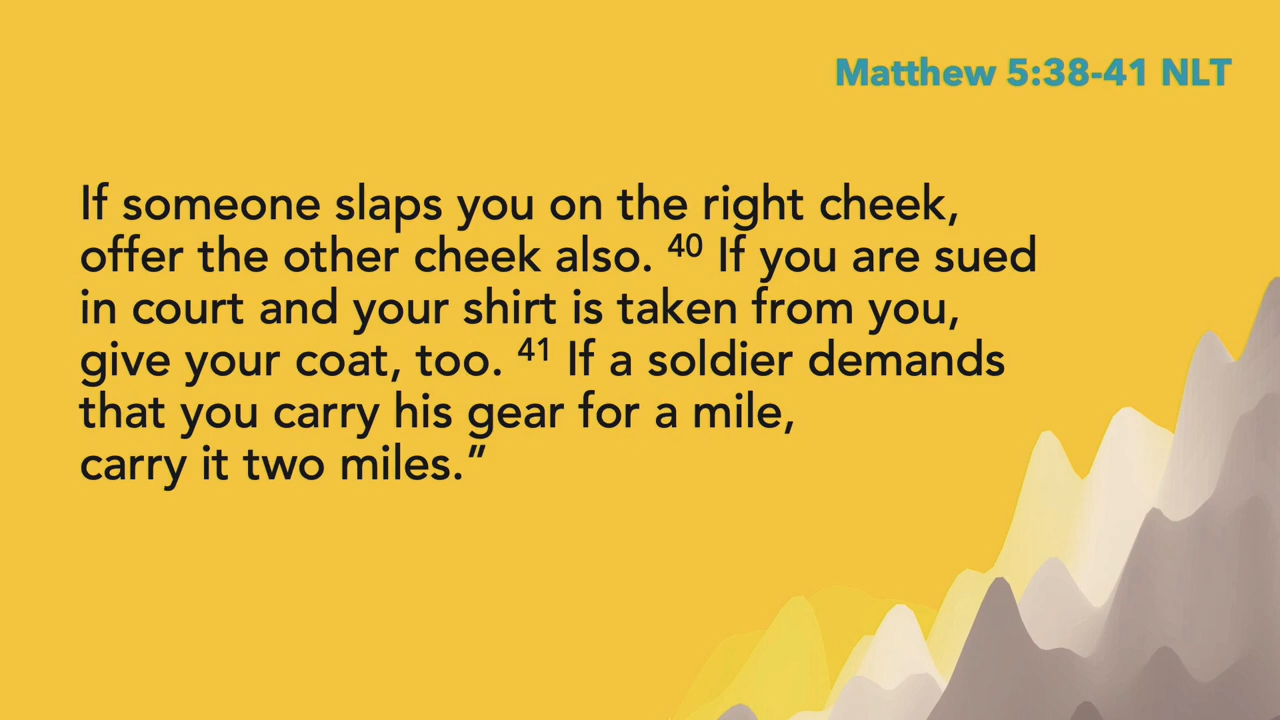 Matthew 5:38-41 NLT
If someone slaps you on the right cheek,
offer the other cheek also. 40 If you are sued
in court and your shirt is taken from you,
give your coat, too. 41 If a soldier demands
that you carry his gear for a mile,
carry it two miles.”